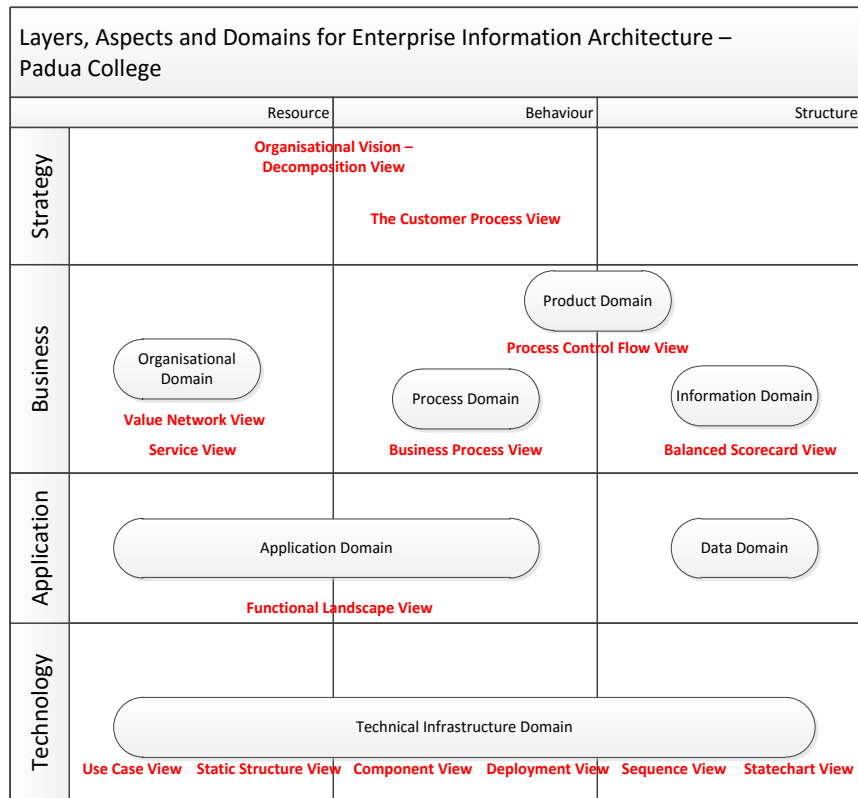 Layers, Aspects and Domains for Enterprise Information Architecture –
Padua College
Resource
Behaviour
Structure
Strategy
Organisational Vision –
Decomposition View
The Customer Process View
Business
Product Domain
Process Control Flow View
Organisational
Domain
Process Domain
Information Domain
Value Network View
Service View
Business Process View
Balanced Scorecard View
Application
Application Domain
Data Domain
Functional Landscape View
Technology
Technical Infrastructure Domain
Use Case View
Static Structure View
Component View
Deployment View
Sequence View
Statechart View